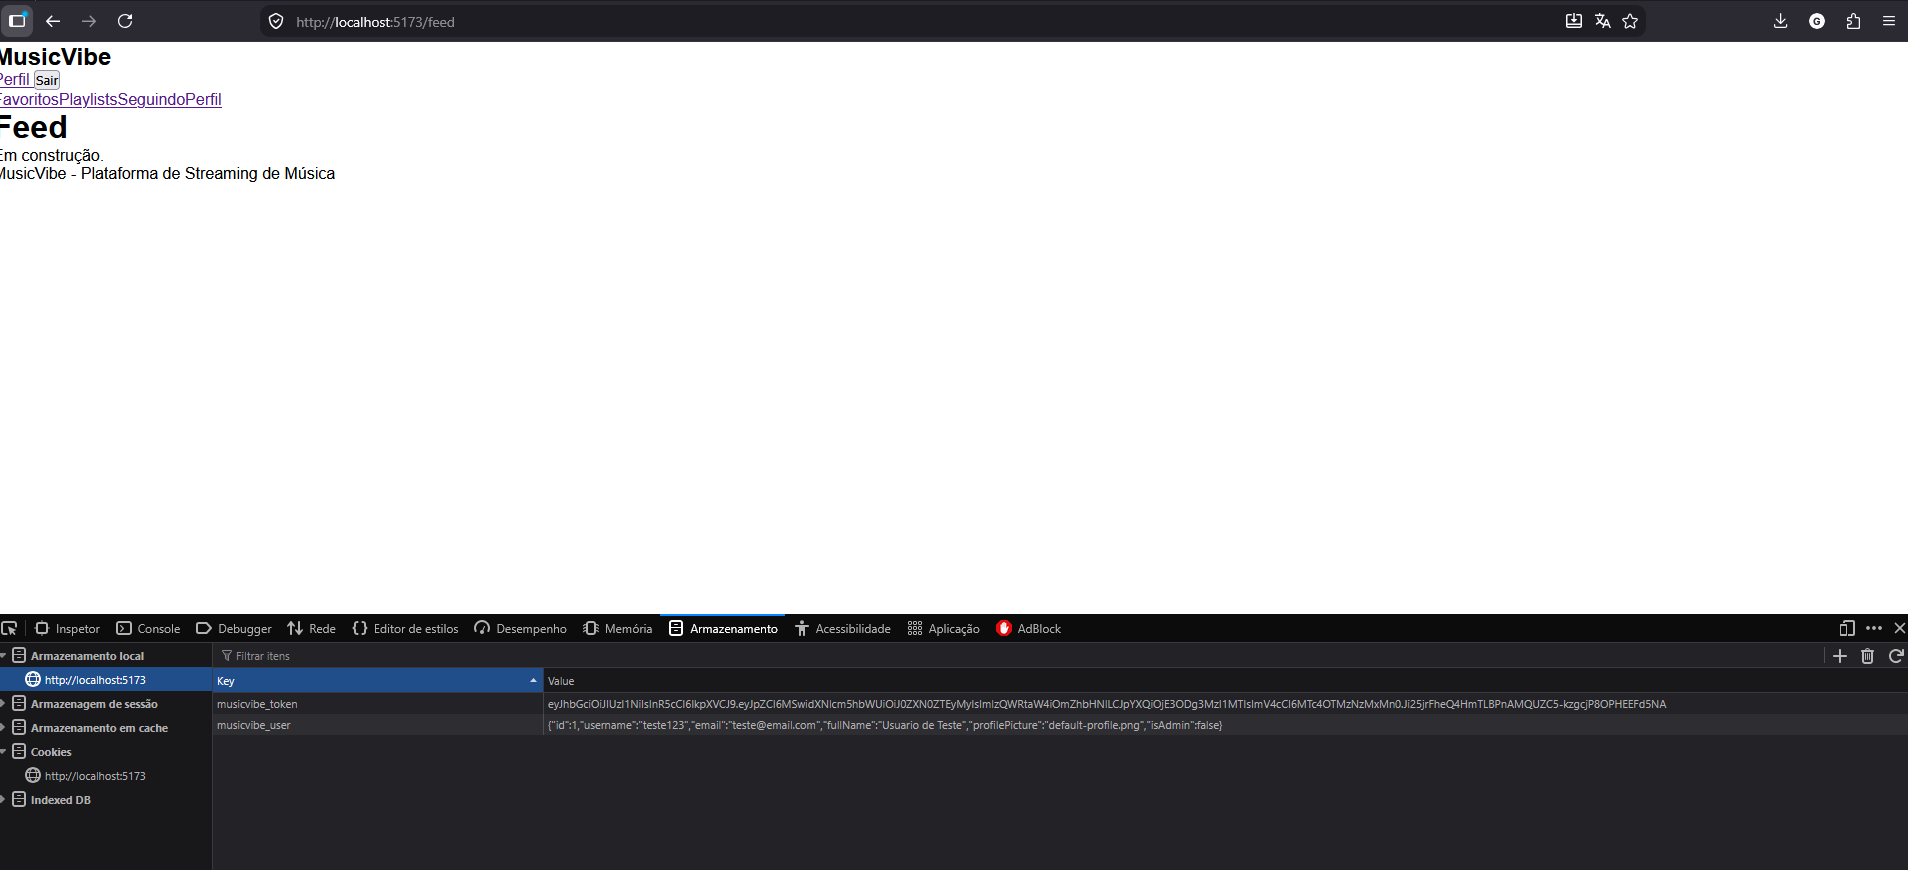 http://localhost:5173/feed
MusicVibe
Perfil Sair
FavoritosPlaylistsSeguindoPerfil
Feed
Em construção.
MusicVibe - Plataforma de Streaming de Música
Inspetor Console Debugger Rede Editor de estilos Desempenho Memória Armazenamento Acessibilidade Aplicação AdBlock
Armazenamento local
http://localhost:5173
Armazenagem de sessão
Armazenamento em cache
Cookies
http://localhost:5173
Indexed DB
Filtrar itens
Key Value
musicvibe_token
musicvibe_user {"id":1,"username":"teste123","email":"teste@email.com","fullName":"Usuario de Teste","profilePicture":"default-profile.png","isAdmin":false}